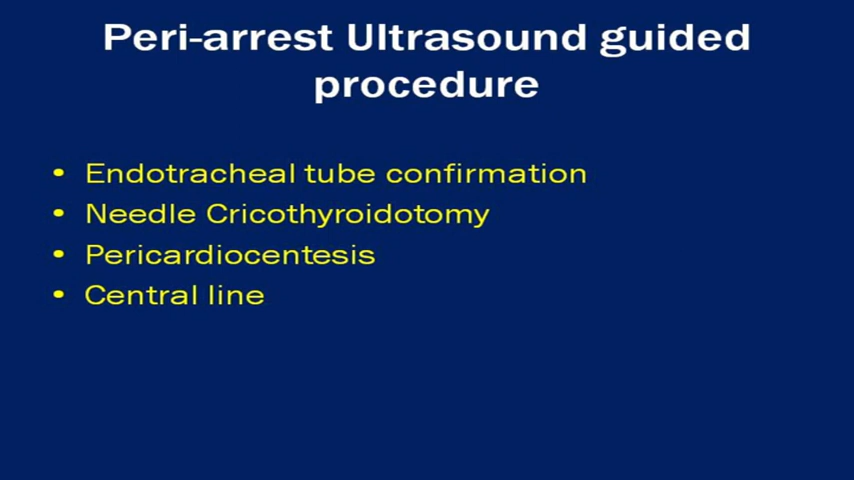 Peri-arrest Ultrasound guided
procedure
• Endotracheal tube confirmation
• Needle Cricothyroidotomy
• Pericardiocentesis
• Central line